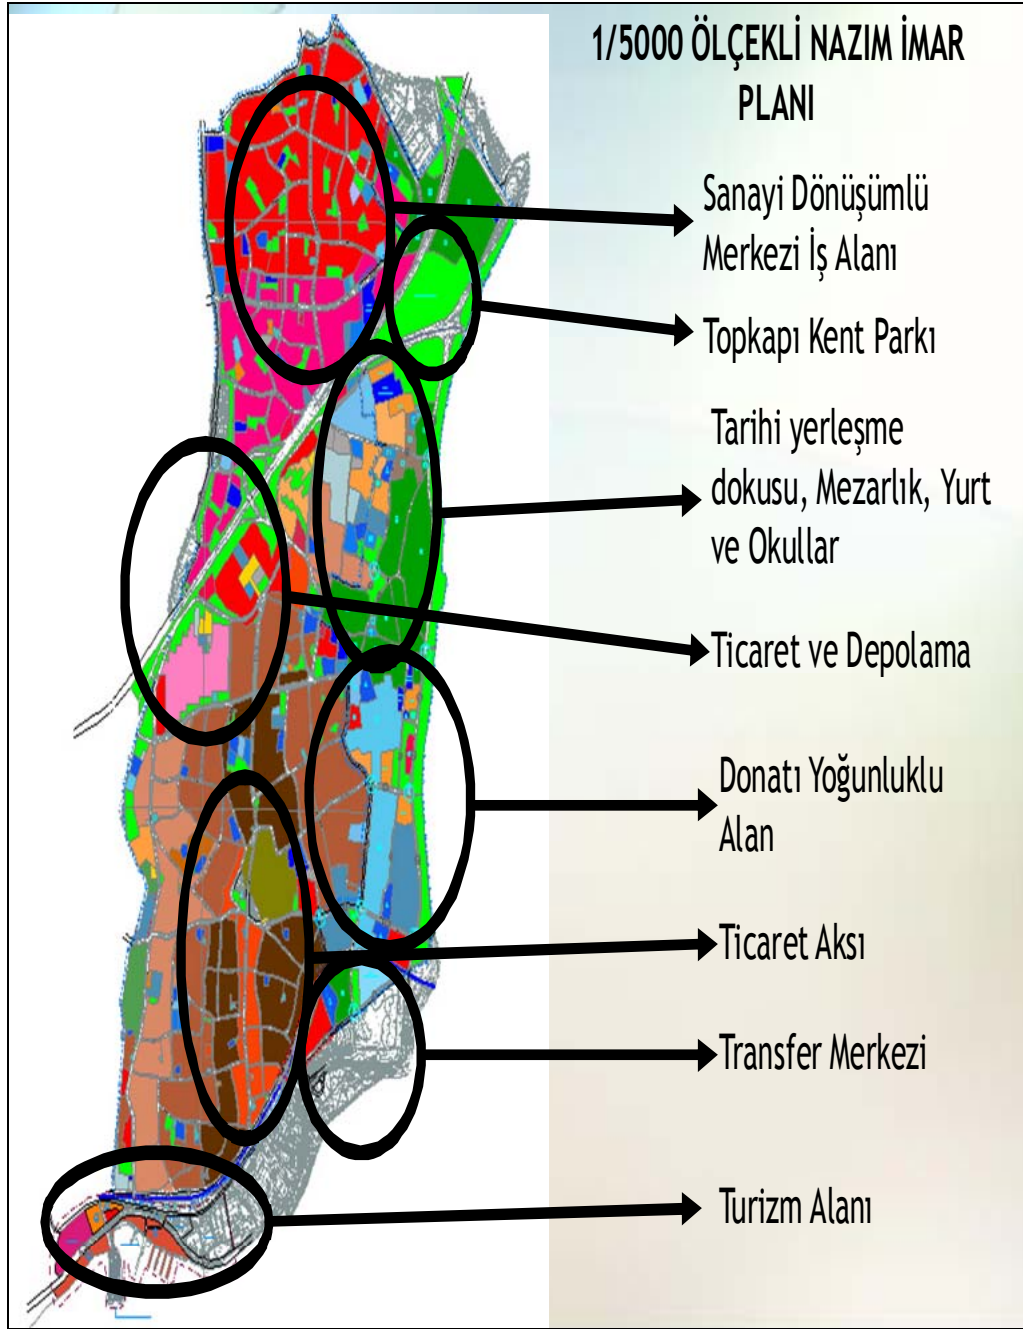 1/5000 ÖLÇEKLİ NAZIM İMAR
PLANI
Sanayi Dönüşümlü
Merkezi İş Alanı
Topkapı Kent Parkı
Tarihi yerleşme
dokusu, Mezarlık, Yurt
ve Okullar
Ticaret ve Depolama
Donatı Yoğunluklu
Alan
Ticaret Aksı
Transfer Merkezi
Turizm Alanı